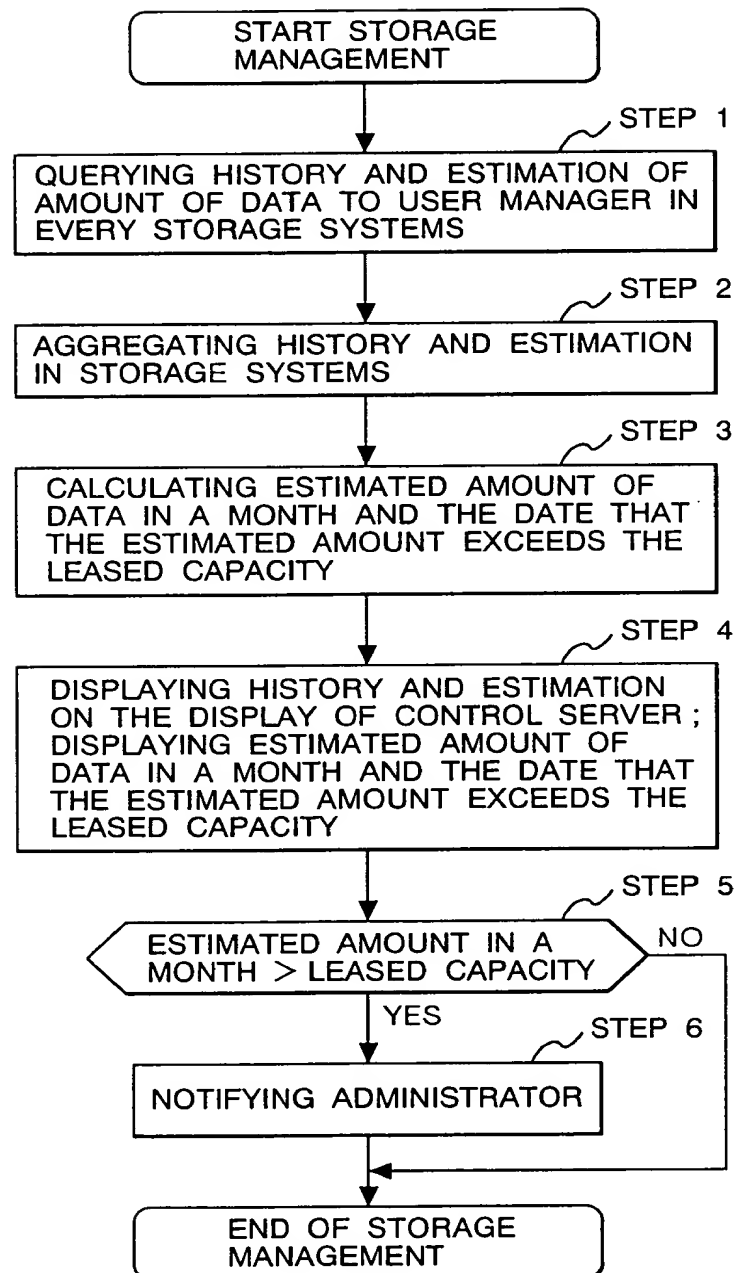 START STORAGE
MANAGEMENT
STEP 1
QUERYING HISTORY AND ESTIMATION OF
AMOUNT OF DATA TO USER MANAGER IN
EVERY STORAGE SYSTEMS
STEP 2
AGGREGATING HISTORY AND ESTIMATION
IN STORAGE SYSTEMS
STEP 3
CALCULATING ESTIMATED AMOUNT OF
DATA IN A MONTH AND THE DATE THAT
THE ESTIMATED AMOUNT EXCEEDS THE
LEASED CAPACITY
STEP 4
DISPLAYING HISTORY AND ESTIMATION
ON THE DISPLAY OF CONTROL SERVER ;
DISPLAYING ESTIMATED AMOUNT OF
DATA IN A MONTH AND THE DATE THAT
THE ESTIMATED AMOUNT EXCEEDS THE
LEASED CAPACITY
STEP 5
ESTIMATED AMOUNT IN A
MONTH > LEASED CAPACITY
NO
YES
STEP 6
NOTIFYING ADMINISTRATOR
END OF STORAGE
MANAGEMENT